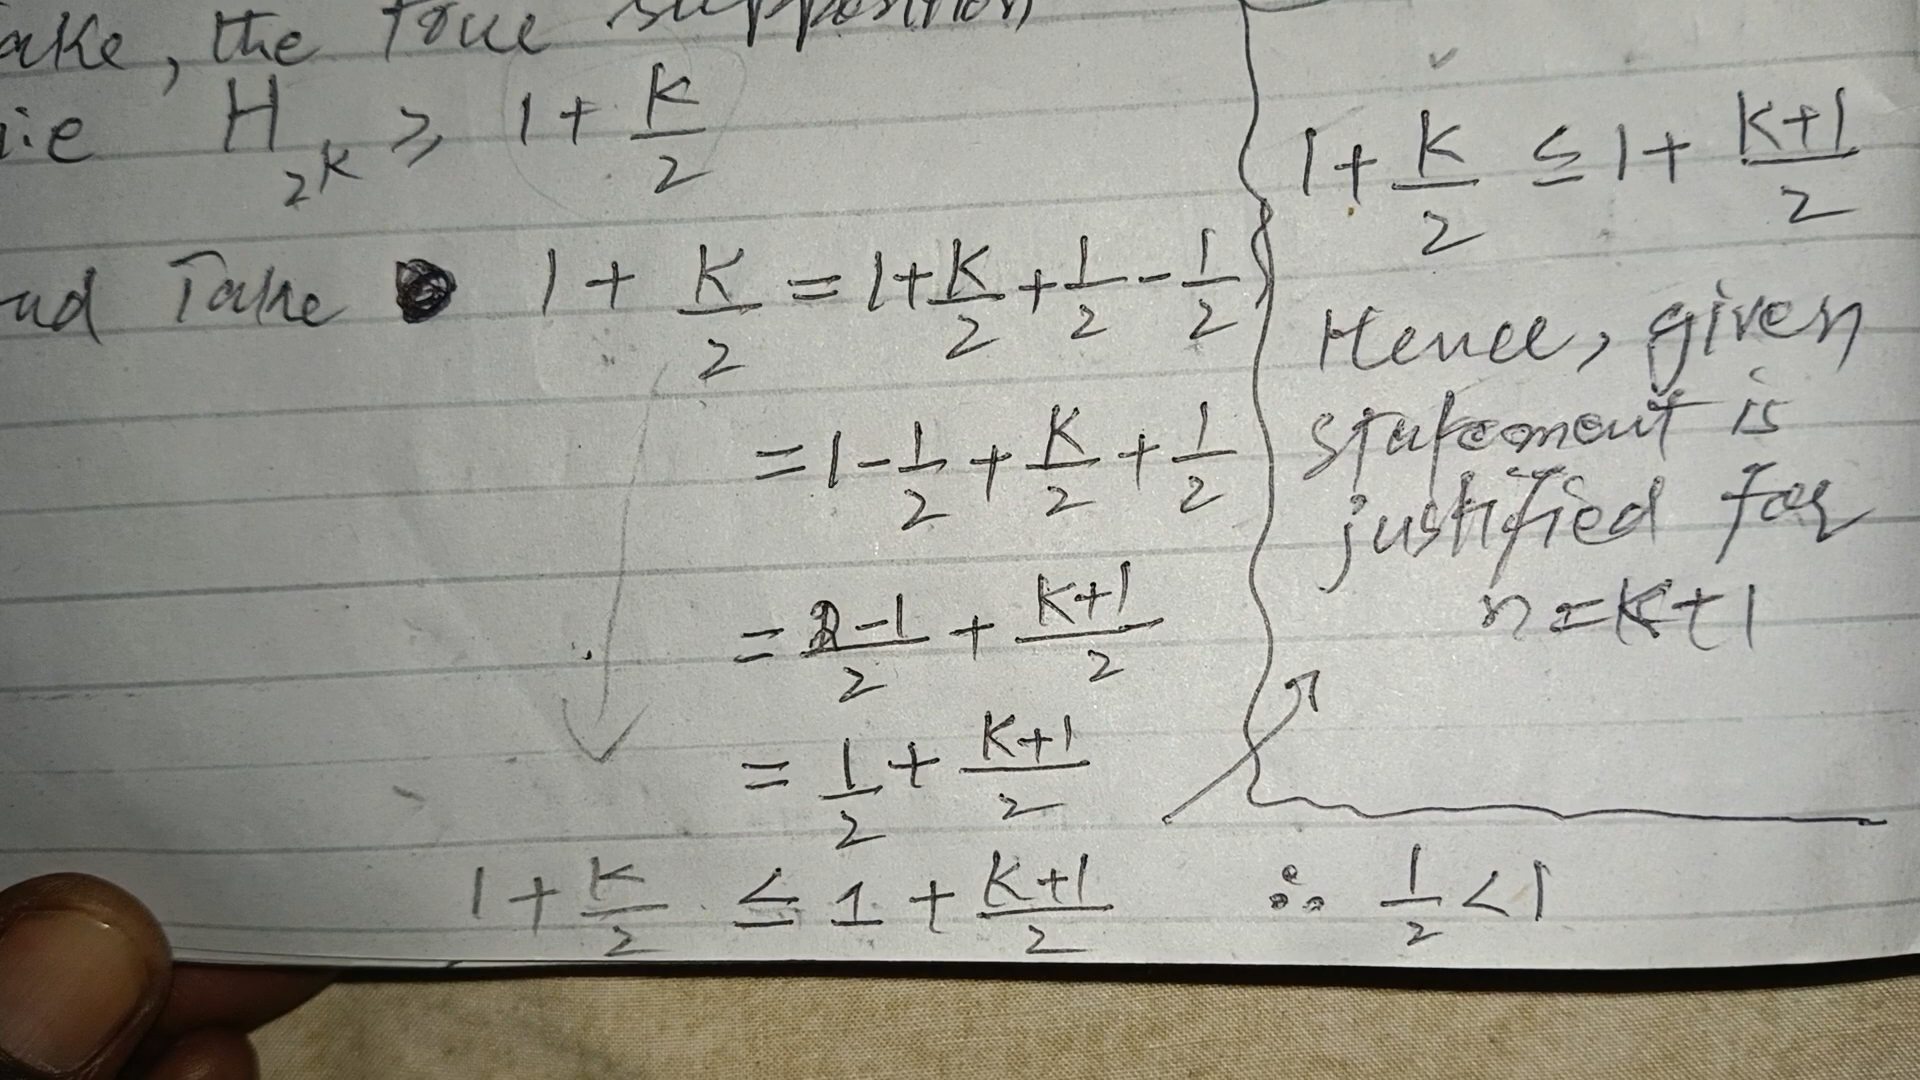 ake, the true supposition
i.e H_{2^K} ⩾ 1 + K/2
nd Take 1 + K/2 = 1 + K/2 + 1/2 - 1/2
= 1 - 1/2 + K/2 + 1/2
= 2-1/2 + K+1/2
= 1/2 + K+1/2
1 + K/2 ≤ 1 + K+1/2 ∴ 1/2 < 1
1 + K/2 ≤ 1 + K+1/2
Hence, given
statement is
justified for
n = K+1